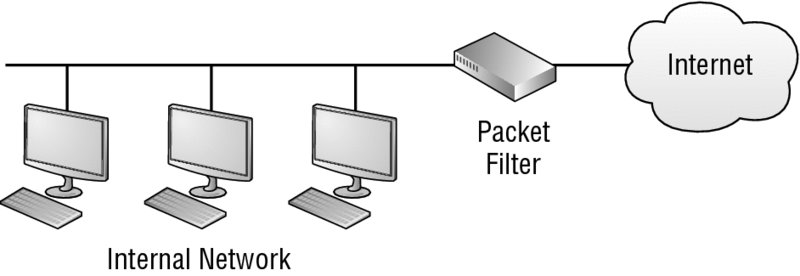 Internet
Packet
Filter
Internal Network